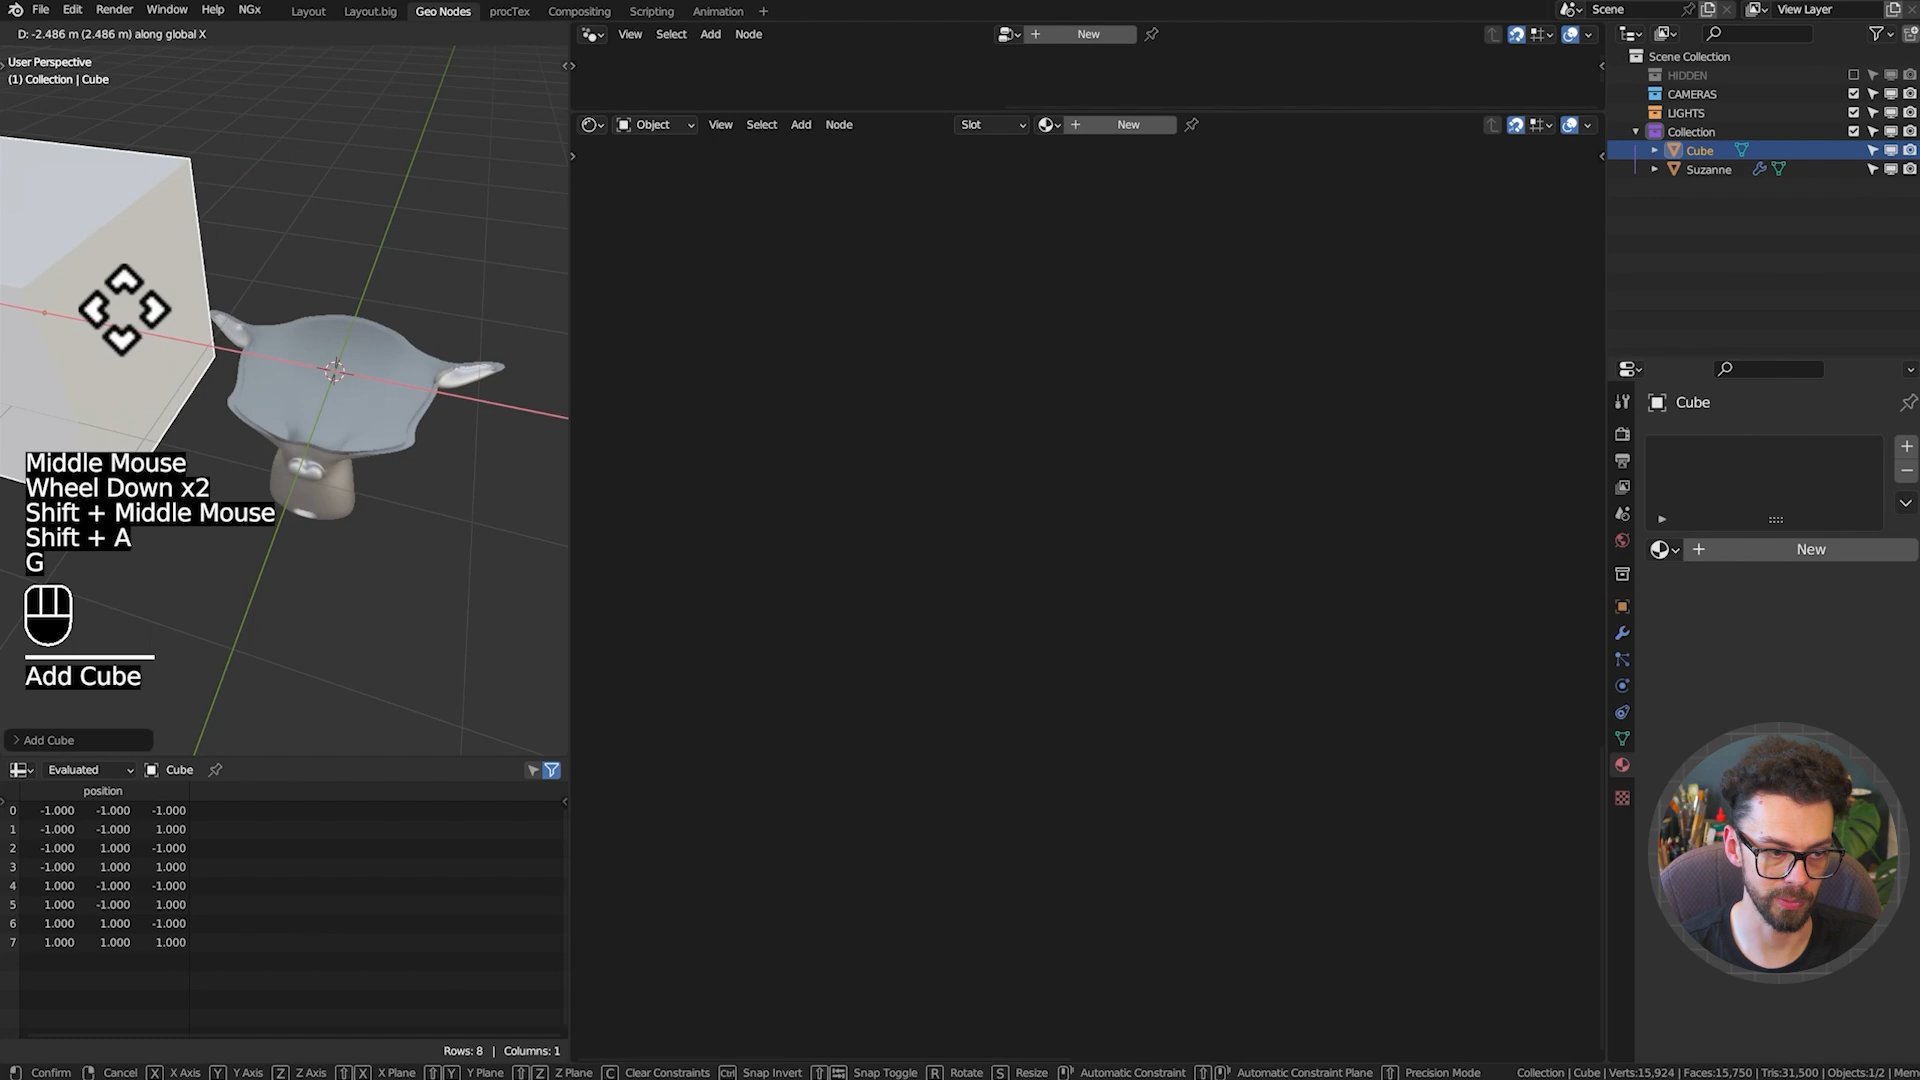 File Edit Render Window Help NGx Layout Layout.big Geo Nodes procTex Compositing Scripting Animation + Scene View Layer
D: -2.486 m (2.486 m) along global X
View Select Add Node + New
User Perspective
(1) Collection | Cube
Object View Select Add Node Slot + New
Scene Collection
HIDDEN
CAMERAS
LIGHTS
Collection
Cube
Suzanne
Cube
+ New
Middle Mouse
Wheel Down x2
Shift + Middle Mouse
Shift + A
G
Add Cube
Add Cube
Evaluated Cube
position
0 -1.000 -1.000 -1.000
1 -1.000 -1.000 1.000
2 -1.000 1.000 -1.000
3 -1.000 1.000 1.000
4 1.000 -1.000 -1.000
5 1.000 -1.000 1.000
6 1.000 1.000 -1.000
7 1.000 1.000 1.000
Rows: 8 | Columns: 1
Confirm Cancel X X Axis Y Y Axis Z Z Axis X X Plane Y Y Plane Z Z Plane C Clear Constraints Ctrl Snap Invert Snap Toggle R Rotate S Resize Automatic Constraint Automatic Constraint Plane Precision Mode Collection | Cube | Verts:15,924 | Faces:15,750 | Tris:31,500 | Objects:1/2 | Mem